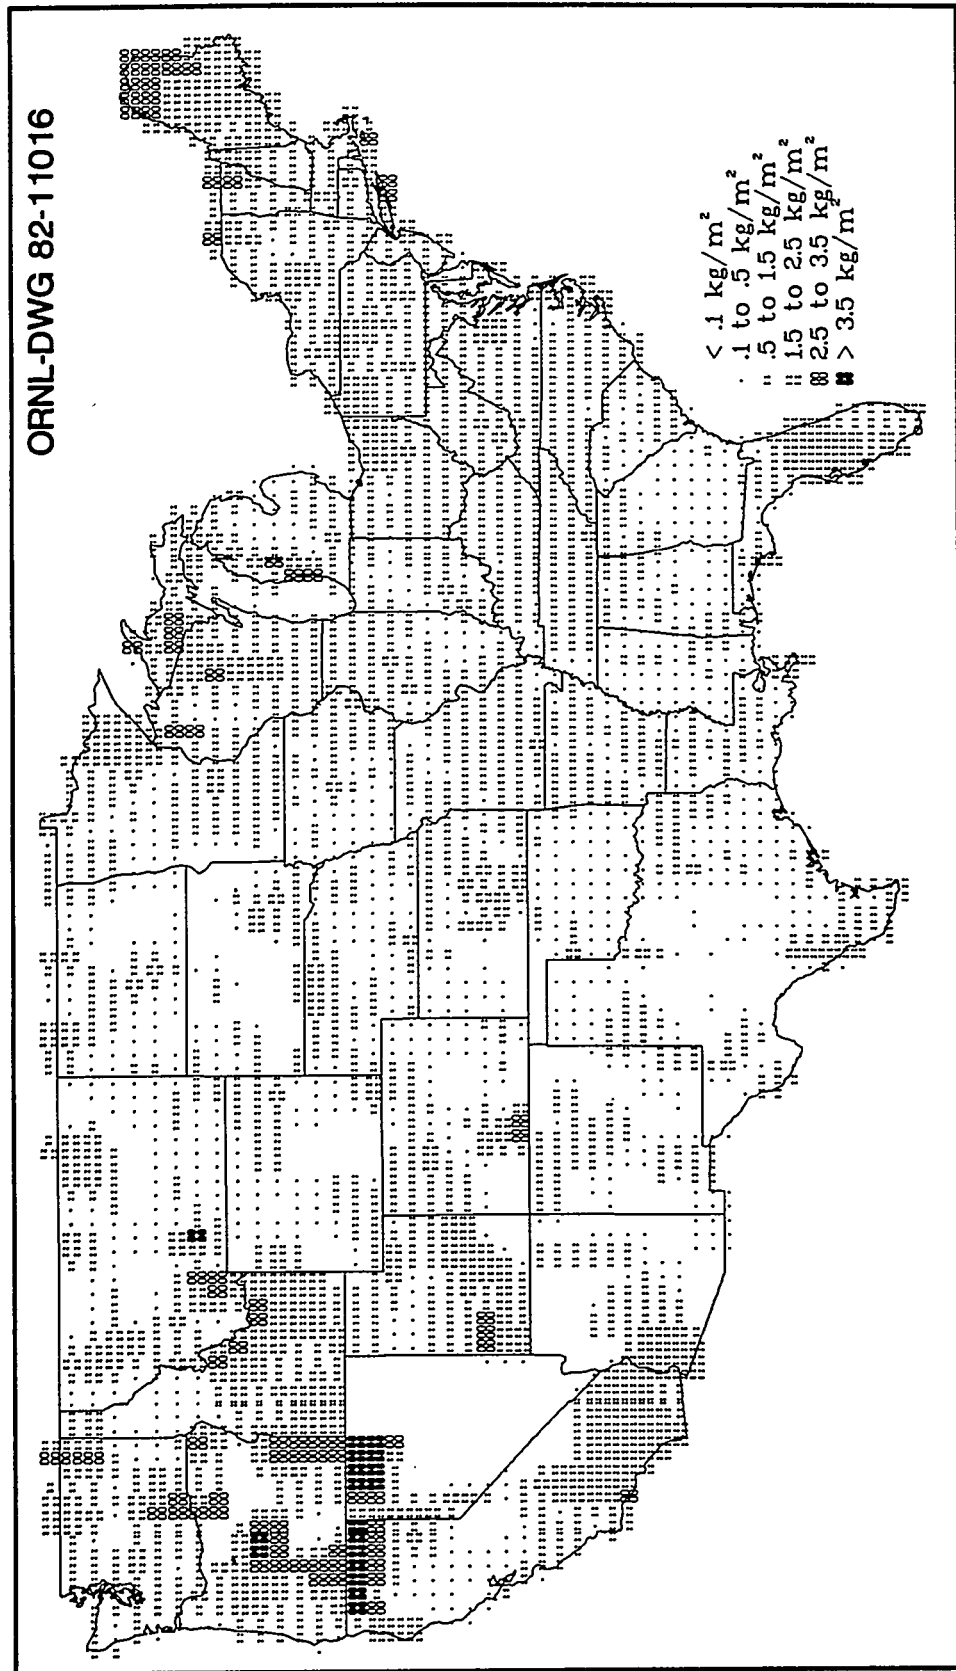 ORNL-DWG 82-11016
< .1 kg/m²
. .1 to .5 kg/m²
.5 to 1.5 kg/m²
1.5 to 2.5 kg/m²
2.5 to 3.5 kg/m²
> 3.5 kg/m²